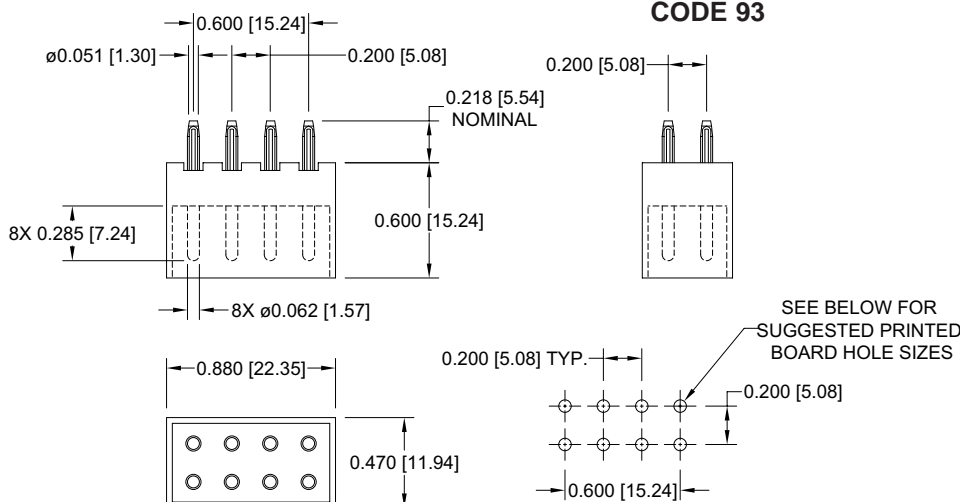 CODE 93
0.600 [15.24]
ø0.051 [1.30]
0.200 [5.08]
0.200 [5.08]
0.218 [5.54]
NOMINAL
0.600 [15.24]
8X 0.285 [7.24]
8X ø0.062 [1.57]
SEE BELOW FOR
SUGGESTED PRINTED
BOARD HOLE SIZES
0.880 [22.35]
0.200 [5.08] TYP.
0.200 [5.08]
0.470 [11.94]
0.600 [15.24]